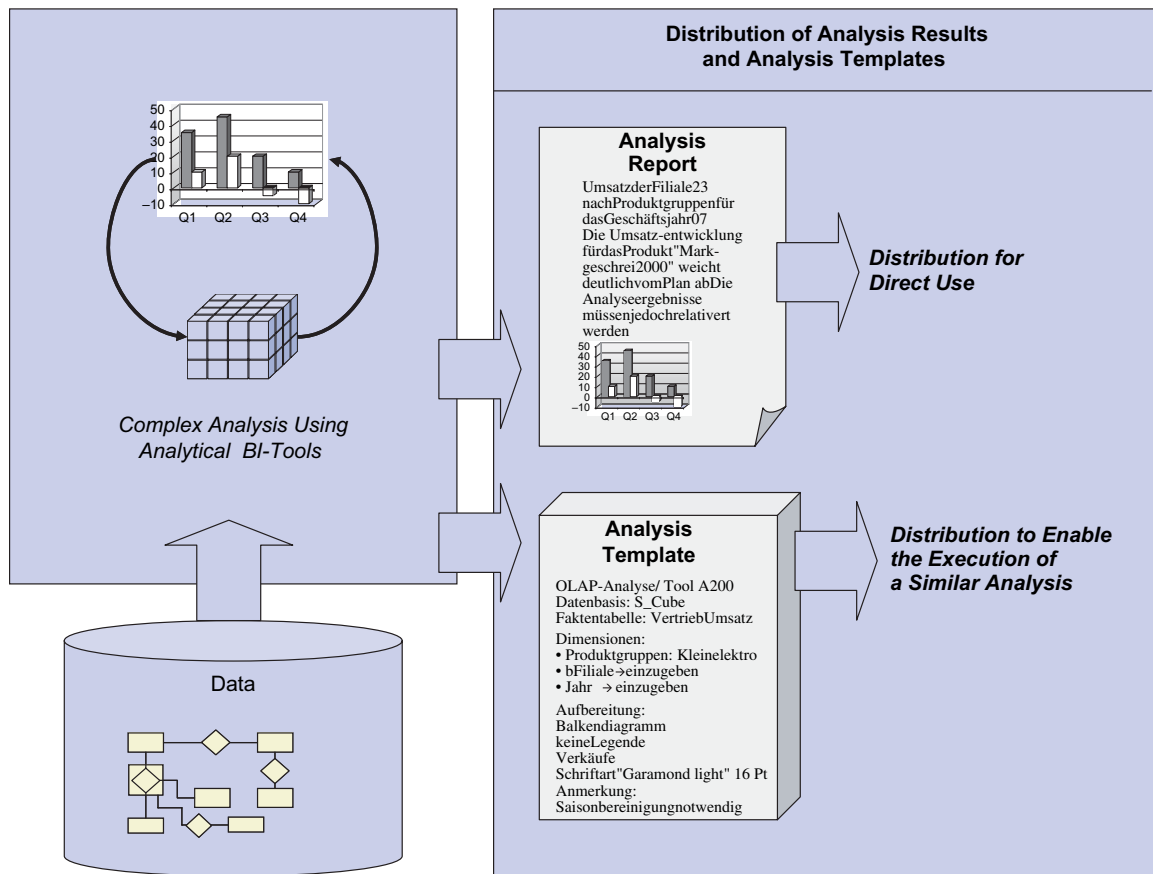 50
40
30
20
10
0
–10
Q1 Q2 Q3 Q4
Complex Analysis Using
Analytical BI-Tools
Data
Distribution of Analysis Results
and Analysis Templates
Analysis
Report
UmsatzderFiliale23
nachProduktgruppenfür
dasGeschäftsjahr07
Die Umsatz-entwicklung
fürdasProdukt"Mark-
geschrei2000" weicht
deutlichvomPlan abDie
Analyseergebnisse
müssenjedochrelativert
werden
50
40
30
20
10
0
–10
Q1 Q2 Q3 Q4
Distribution for
Direct Use
Analysis
Template
OLAP-Analyse/ Tool A200
Datenbasis: S_Cube
Faktentabelle: VertriebUmsatz
Dimensionen:
• Produktgruppen: Kleinelektro
• bFiliale→einzugeben
• Jahr → einzugeben
Aufbereitung:
Balkendiagramm
keineLegende
Verkäufe
Schriftart"Garamond light" 16 Pt
Anmerkung:
Saisonbereinigungnotwendig
Distribution to Enable
the Execution of
a Similar Analysis